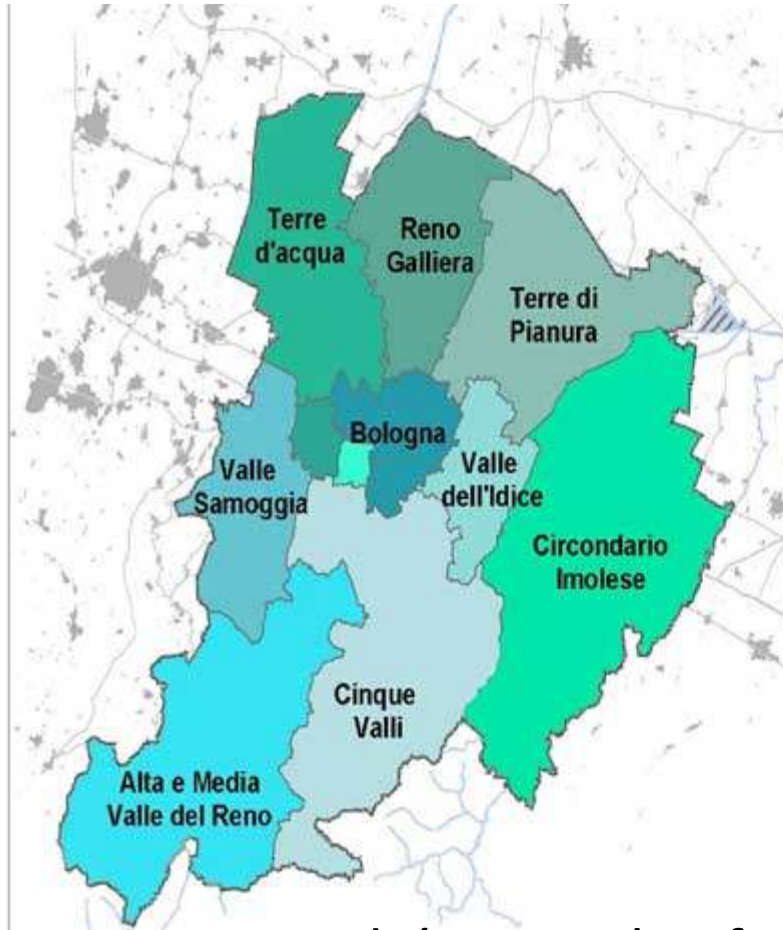 Terre
d'acqua
Reno
Galliera
Terre di
Pianura
Bologna
Valle
Samoggia
Valle
dell'Idice
Circondario
Imolese
Cinque
Valli
Alta e Media
Valle del Reno